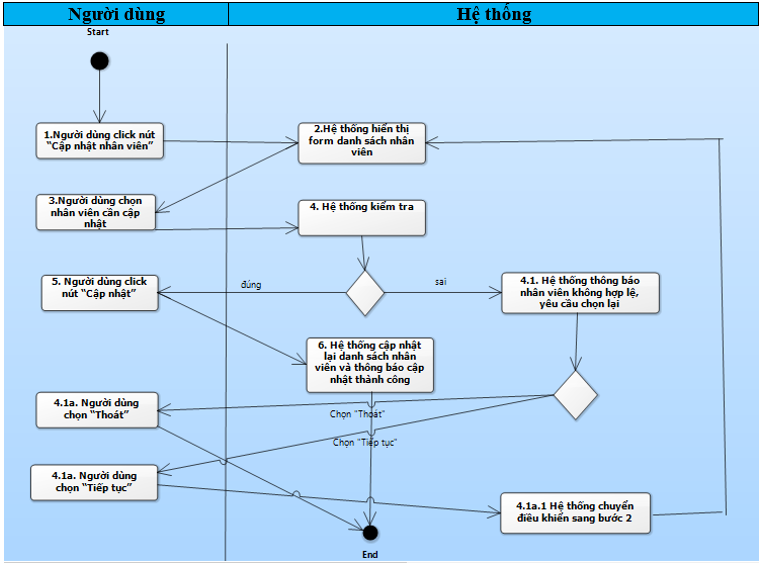 Người dùng
Hệ thống
Start
1.Người dùng click nút
“Cập nhật nhân viên”
2.Hệ thống hiển thị
form danh sách nhân
viên
3.Người dùng chọn
nhân viên cần cập
nhật
4. Hệ thống kiểm tra
5. Người dùng click
nút “Cập nhật”
đúng
sai
4.1. Hệ thống thông báo
nhân viên không hợp lệ,
yêu cầu chọn lại
6. Hệ thống cập nhật
lại danh sách nhân
viên và thông báo cập
nhật thành công
4.1a. Người dùng
chọn “Thoát”
Chọn "Thoát"
Chọn "Tiếp tục"
4.1a. Người dùng
chọn “Tiếp tục”
4.1a.1 Hệ thống chuyển
điều khiển sang bước 2
End